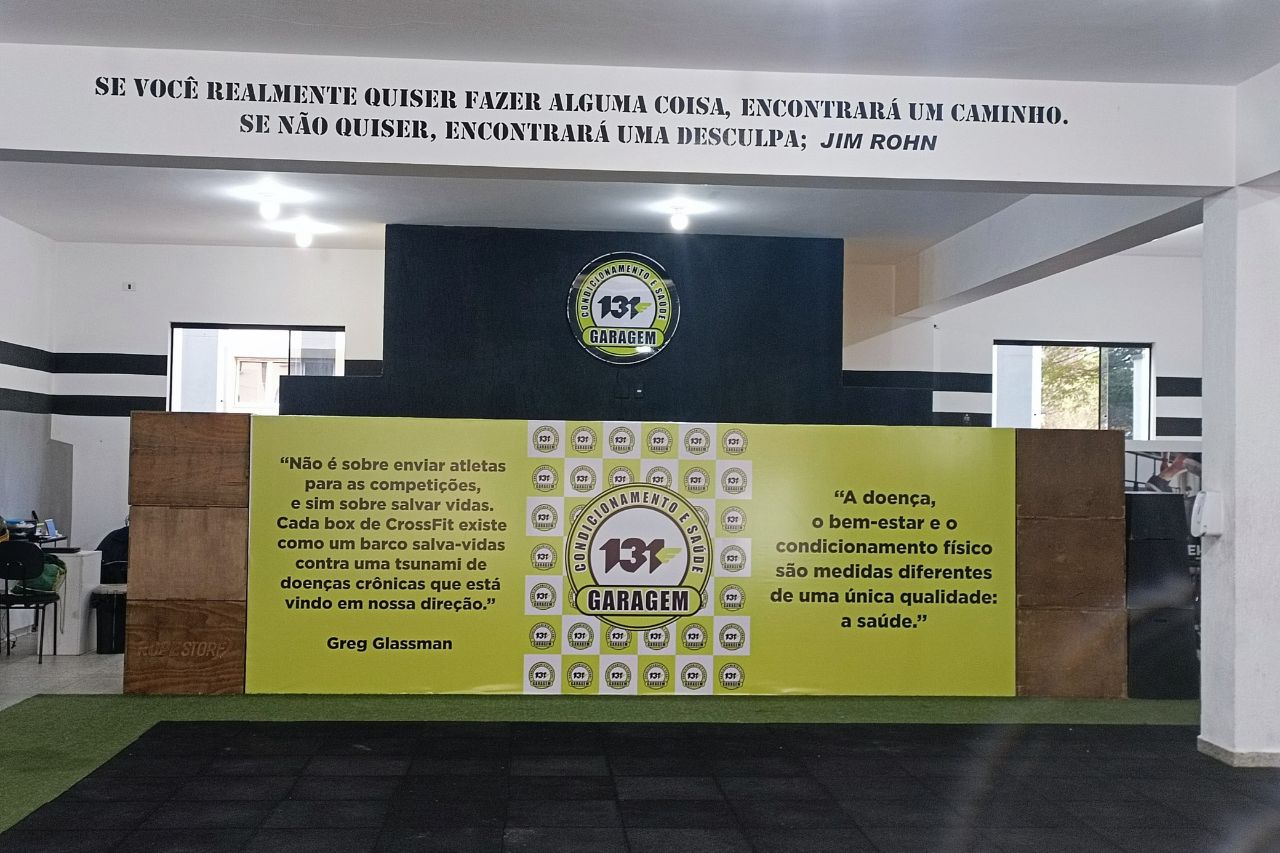 SE VOCÊ REALMENTE QUISER FAZER ALGUMA COISA, ENCONTRARÁ UM CAMINHO.
SE NÃO QUISER, ENCONTRARÁ UMA DESCULPA; JIM ROHN
CONDICIONAMENTO E SAÚDE
131
GARAGEM
“Não é sobre enviar atletas
para as competições,
e sim sobre salvar vidas.
Cada box de CrossFit existe
como um barco salva-vidas
contra uma tsunami de
doenças crônicas que está
vindo em nossa direção.”
Greg Glassman
CONDICIONAMENTO E SAÚDE
131
GARAGEM
“A doença,
o bem-estar e o
condicionamento físico
são medidas diferentes
de uma única qualidade:
a saúde.”